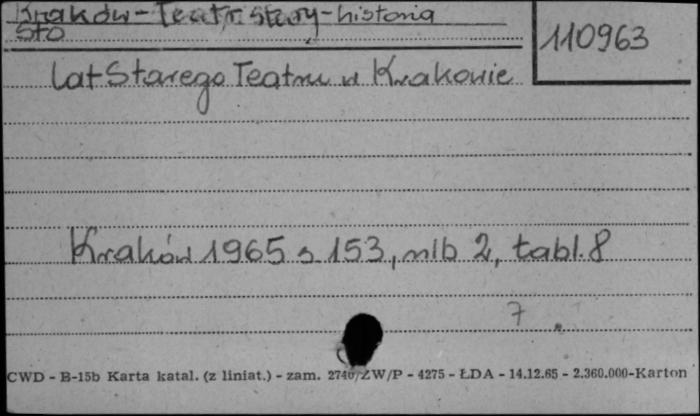 Kraków - Teatr Stary - historia
110963
Sto
lat Starego Teatru w Krakowie
Kraków 1965 s 153, nlb 2, tabl. 8
7
CWD - B-15b Karta katal. (z liniat.) - zam. 2740/ZW/P - 4275 - ŁDA - 14.12.65 - 2.360.000-Karton